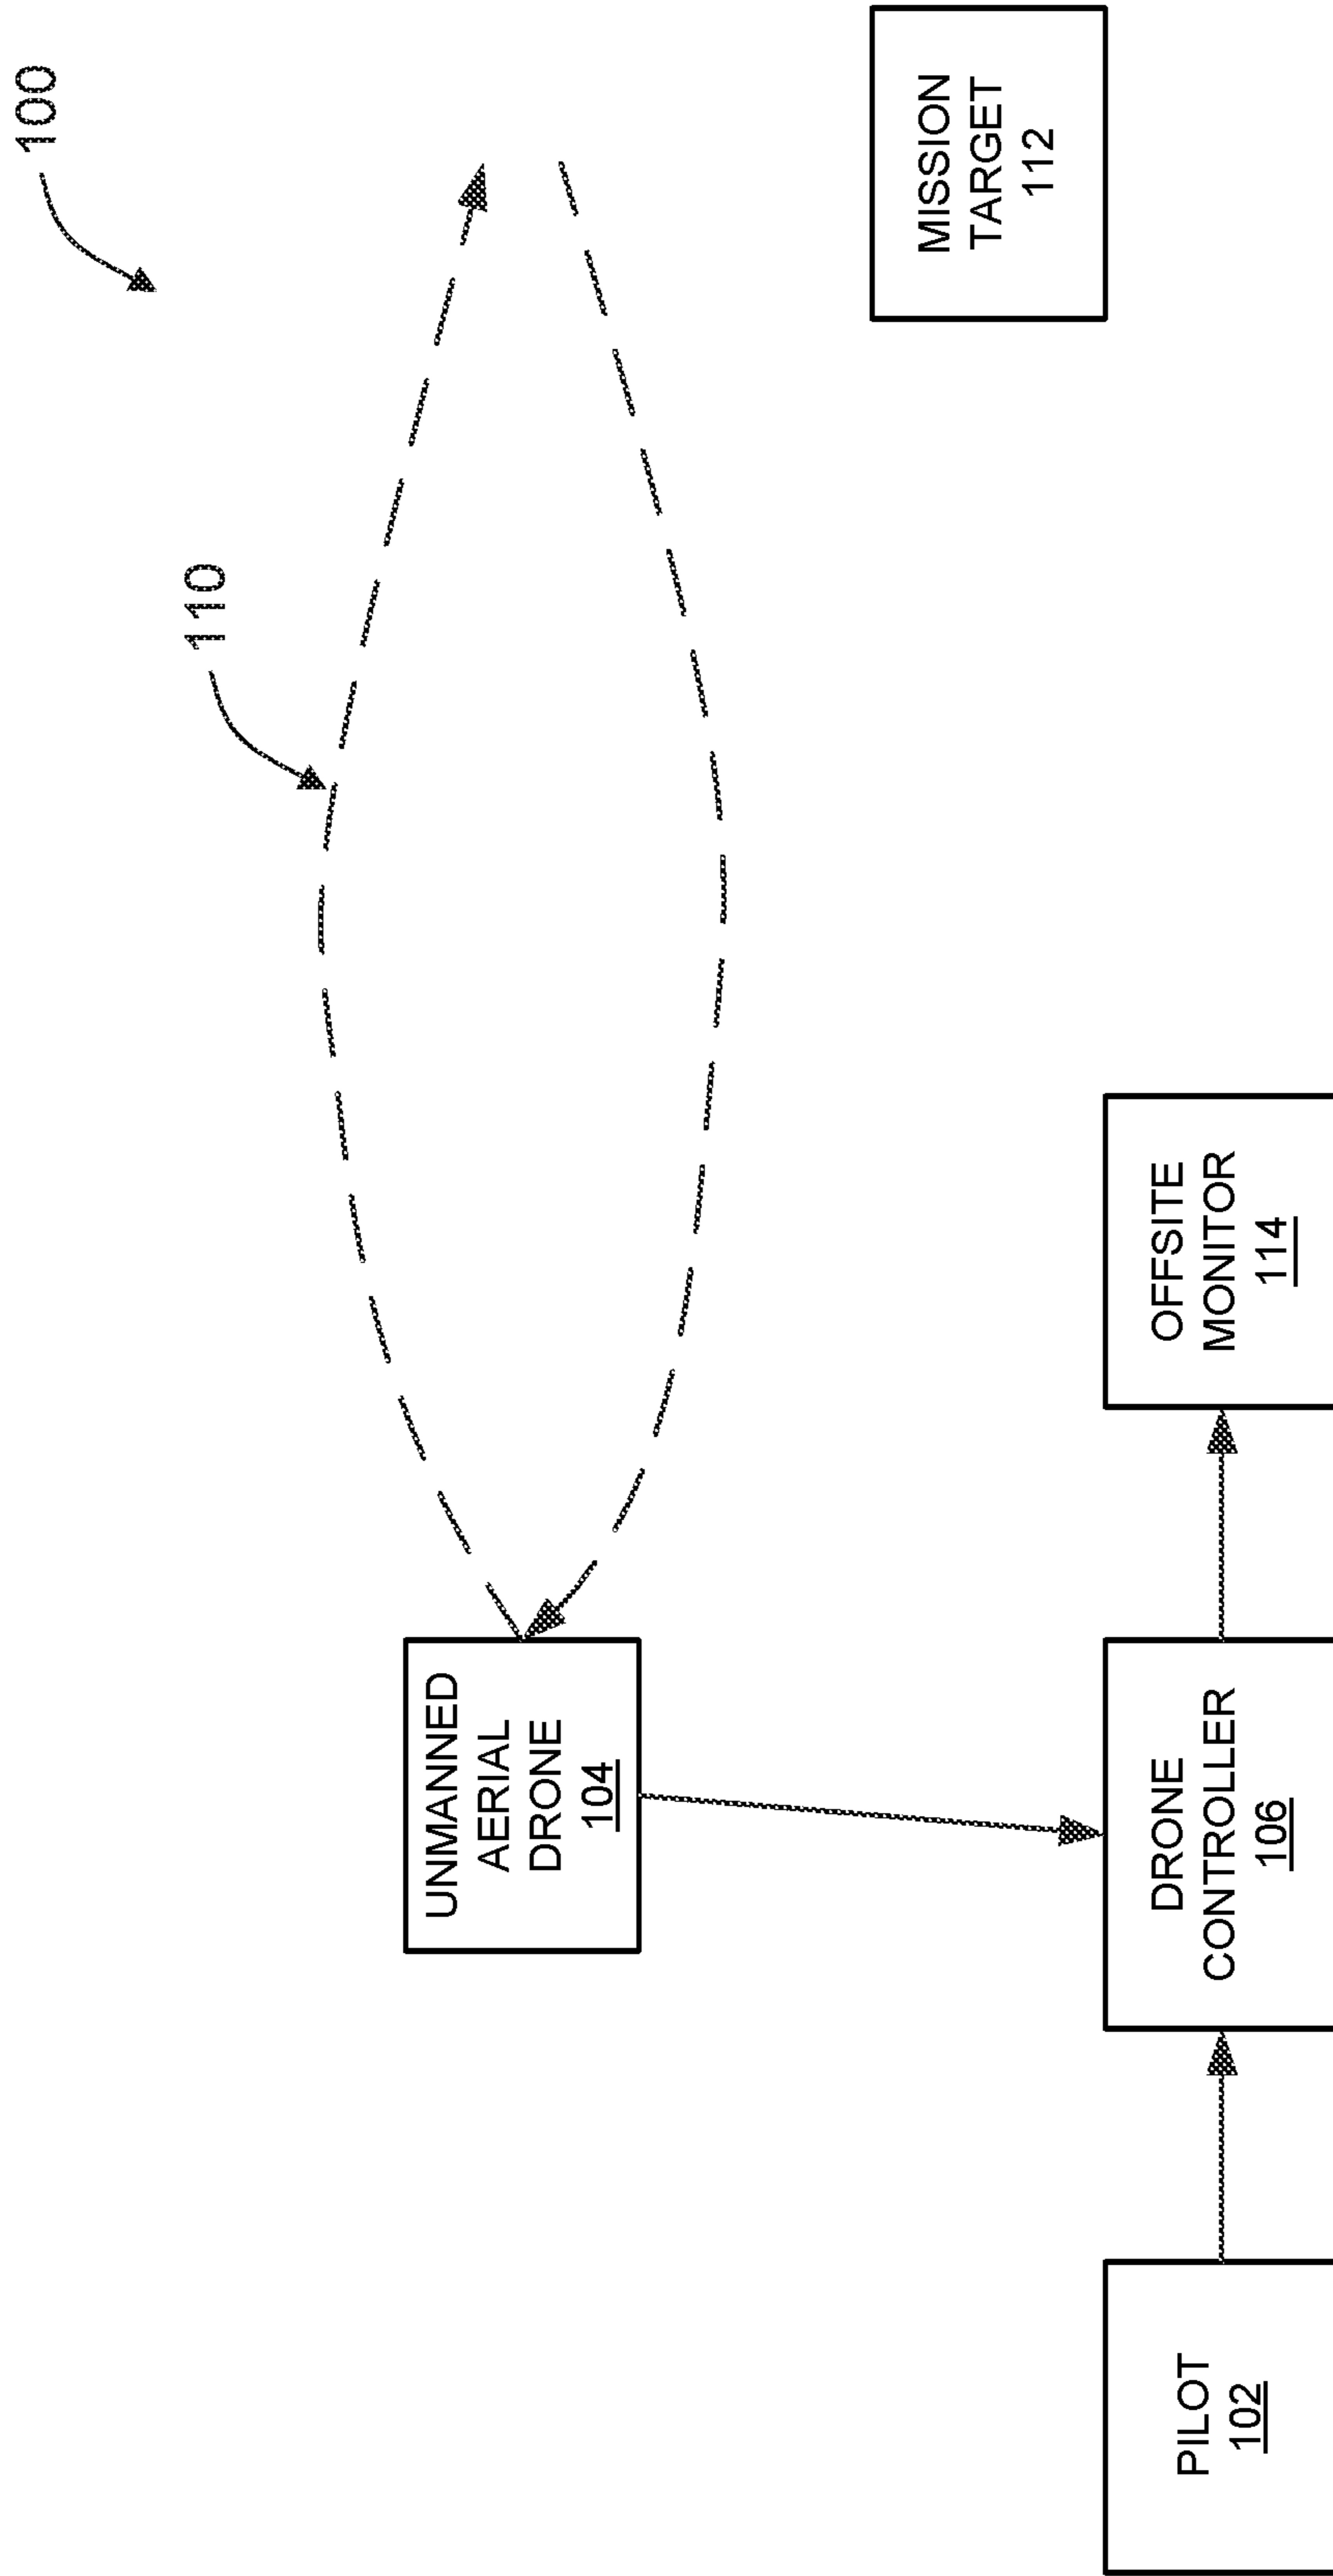 100
110
UNMANNED
AERIAL
DRONE
104
MISSION
TARGET
112
PILOT
102
DRONE
CONTROLLER
106
OFFSITE
MONITOR
114